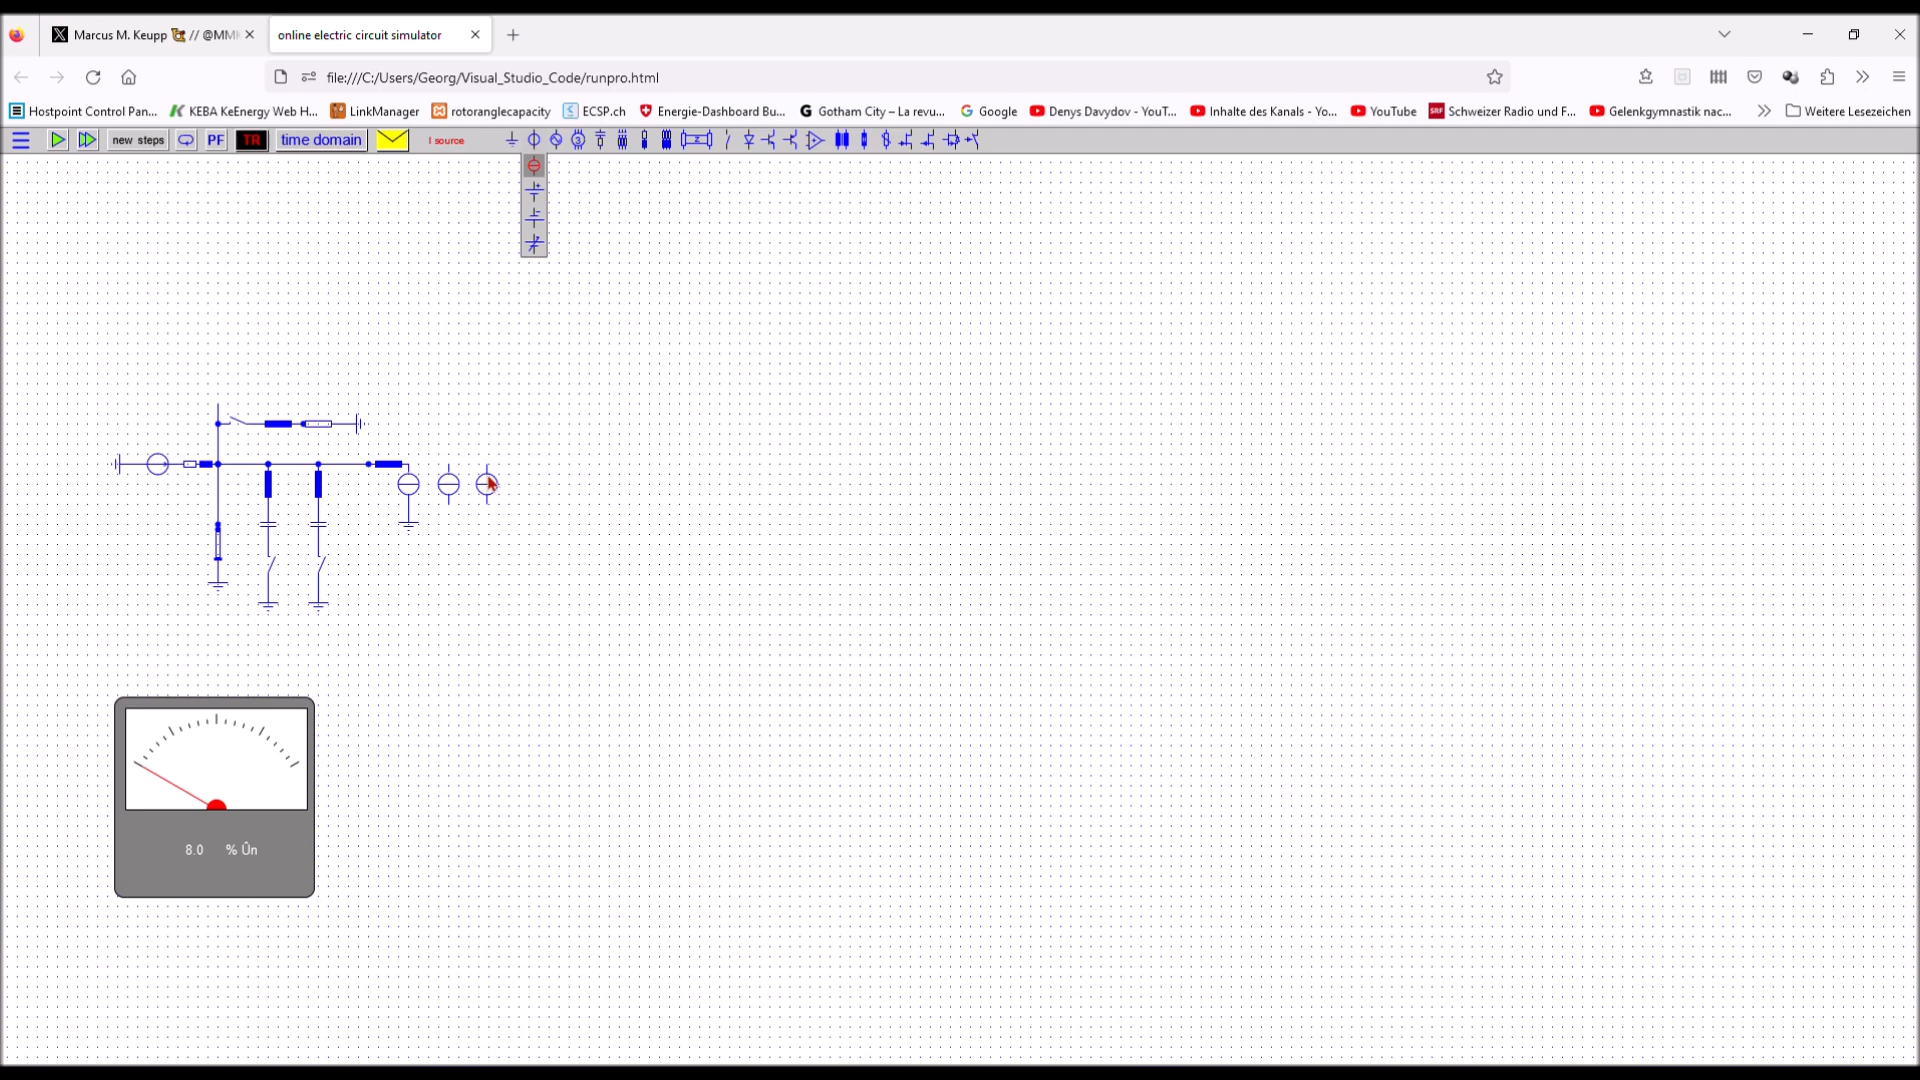 Marcus M. Keupp // @MM
online electric circuit simulator
file:///C:/Users/Georg/Visual_Studio_Code/runpro.html
Hostpoint Control Pan...
KEBA KeEnergy Web H...
LinkManager
rotoranglecapacity
ECSP.ch
Energie-Dashboard Bu...
Gotham City – La revu...
Google
Denys Davydov - YouT...
Inhalte des Kanals - Yo...
YouTube
SRF Schweizer Radio und F...
Gelenkgymnastik nac...
Weitere Lesezeichen
new steps
PF
TR
time domain
I source
8.0 % Ûn